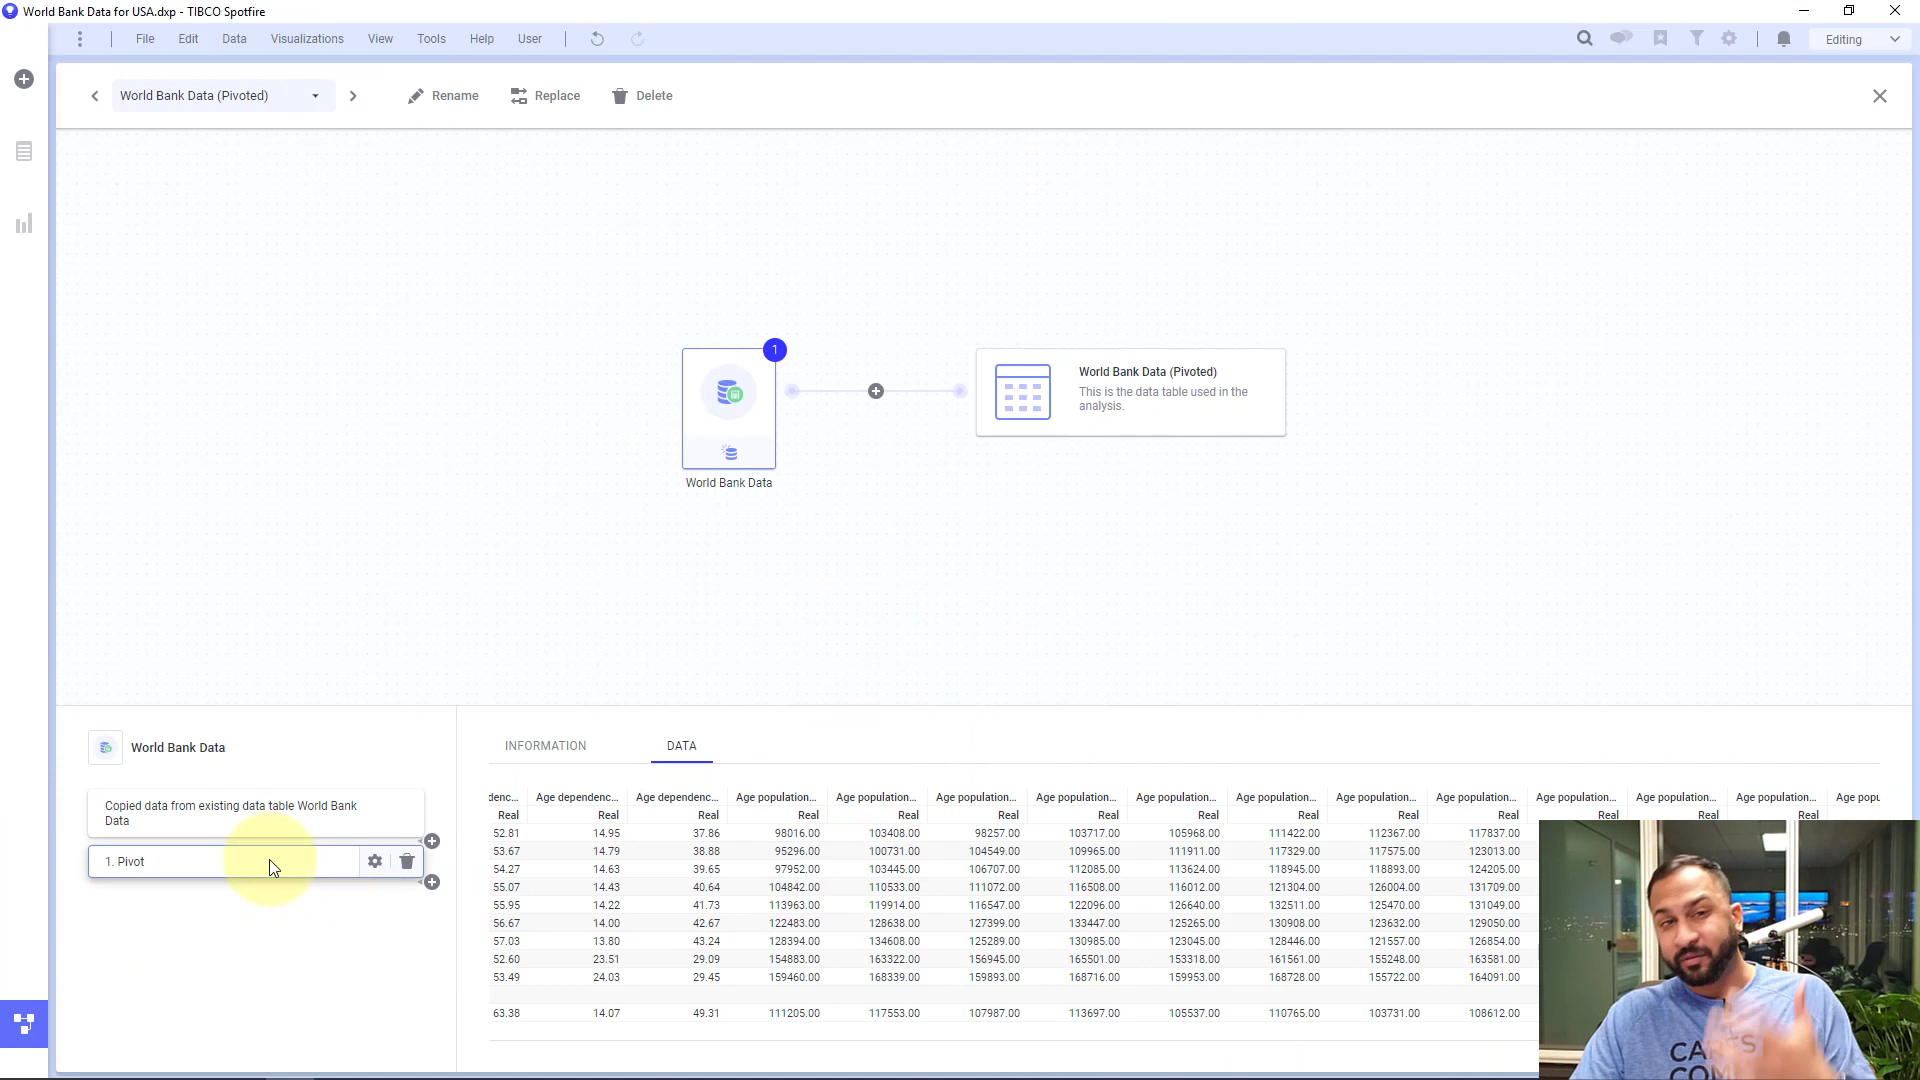 World Bank Data for USA.dxp - TIBCO Spotfire
File Edit Data Visualizations View Tools Help User
Editing
World Bank Data (Pivoted)
Rename Replace Delete
1
World Bank Data
World Bank Data (Pivoted)
This is the data table used in the
analysis.
World Bank Data
Copied data from existing data table World Bank
Data
1. Pivot
INFORMATION DATA
denc... Age dependenc... Age dependenc... Age population... Age population... Age population... Age population... Age population... Age population... Age population... Age population... Age population... Age population... Age population... Age popu
Real Real Real Real Real Real Real Real Real Real Real Real Real Real
52.81 14.95 37.86 98016.00 103408.00 98257.00 103717.00 105968.00 111422.00 112367.00 117837.00
53.67 14.79 38.88 95296.00 100731.00 104549.00 109965.00 111911.00 117329.00 117575.00 123013.00
54.27 14.63 39.65 97952.00 103445.00 106707.00 112085.00 113624.00 118945.00 118893.00 124205.00
55.07 14.43 40.64 104842.00 110533.00 111072.00 116508.00 116012.00 121304.00 126004.00 131709.00
55.95 14.22 41.73 113963.00 119914.00 116547.00 122096.00 126640.00 132511.00 125470.00 131049.00
56.67 14.00 42.67 122483.00 128638.00 127399.00 133447.00 125265.00 130908.00 123632.00 129050.00
57.03 13.80 43.24 128394.00 134608.00 125289.00 130985.00 123045.00 128446.00 121557.00 126854.00
52.60 23.51 29.09 154883.00 163322.00 156945.00 165501.00 153318.00 161561.00 155248.00 163581.00
53.49 24.03 29.45 159460.00 168339.00 159893.00 168716.00 159953.00 168728.00 155722.00 164091.00
63.38 14.07 49.31 111205.00 117553.00 107987.00 113697.00 105537.00 110765.00 103731.00 108612.00